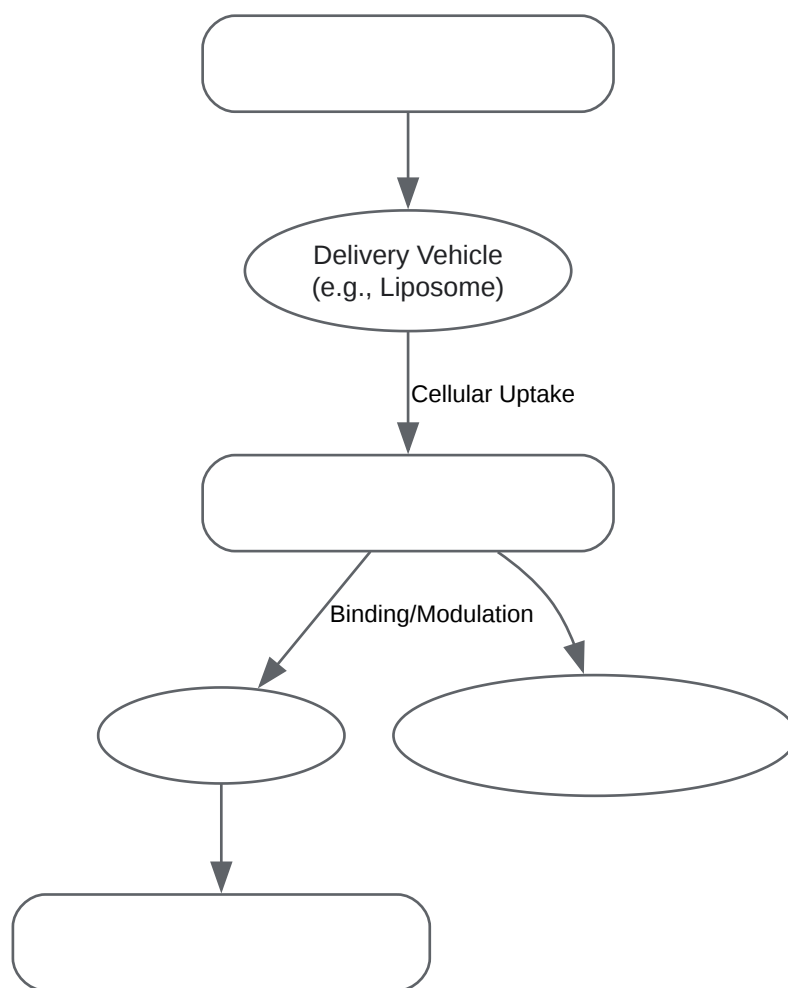 Delivery Vehicle
(e.g., Liposome)
Cellular Uptake
Binding/Modulation